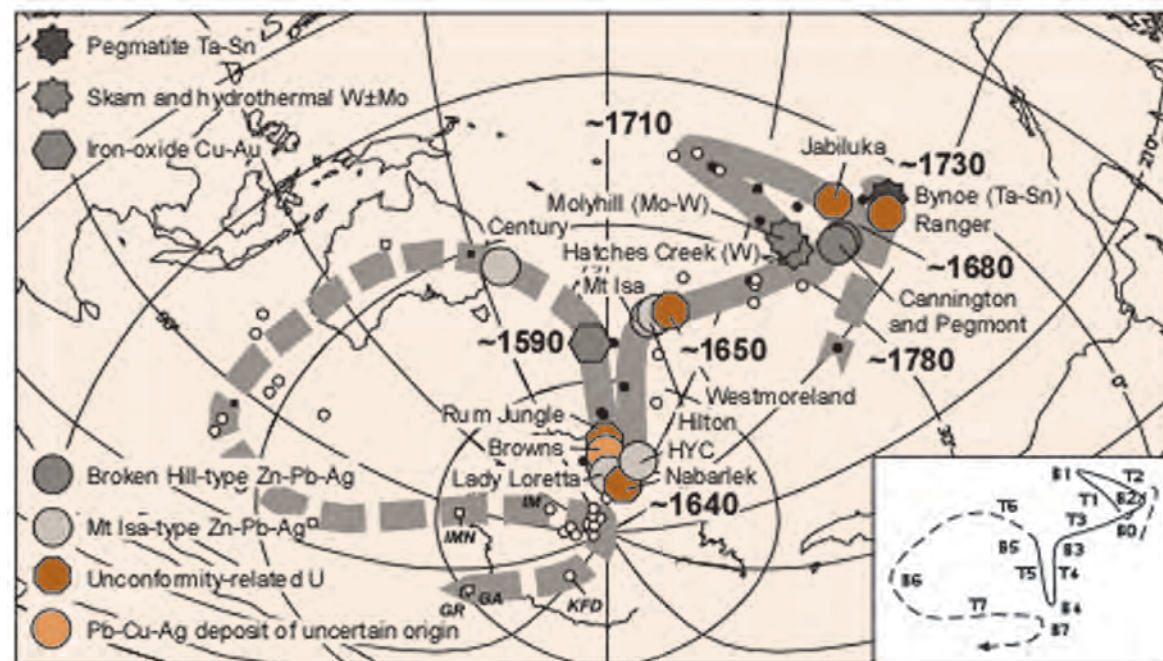 Pegmatite Ta-Sn
Skarn and hydrothermal W±Mo
Iron-oxide Cu-Au
~1710
Jabiluka
~1730
Bynoe (Ta-Sn)
Ranger
Molyhill (Mo-W)
Hatches Creek (W)
Century
Mt Isa
~1680
Cannington
and Pegmont
~1590
~1650
~1780
Westmoreland
Hilton
Rum Jungle
Browns
HYC
Lady Loretta
Nabarlek
~1640
210°
90°
30°
0°
Broken Hill-type Zn-Pb-Ag
Mt Isa-type Zn-Pb-Ag
Unconformity-related U
Pb-Cu-Ag deposit of uncertain origin
IM
IMN
GR
GA
KFD
B1
T2
T1
B2
T6
T3
B0
B5
B3
T5
T4
B6
T7
B4
B7